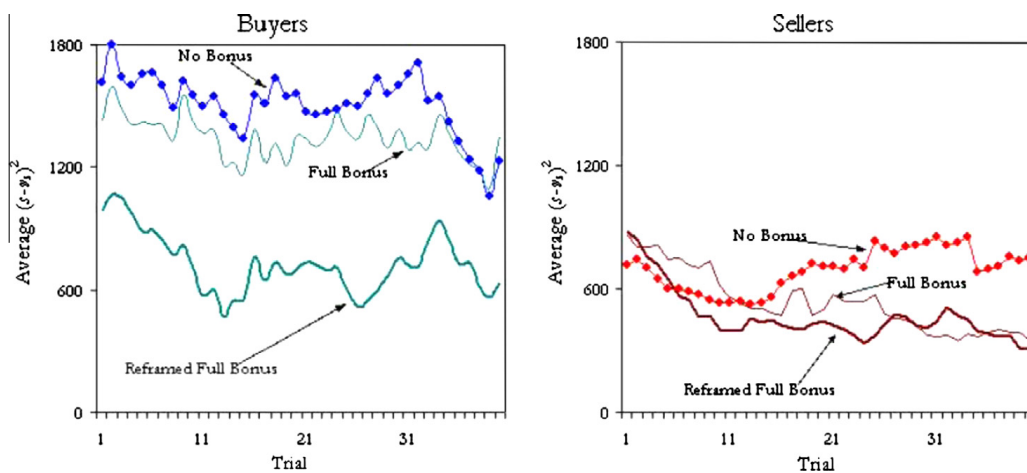 Buyers
1800
1200
600
0
Average (s-v_s)^2
No Bonus
Full Bonus
Reframed Full Bonus
1
11
21
31
Trial
Sellers
1800
1200
600
0
Average (s-v_s)^2
No Bonus
Full Bonus
Reframed Full Bonus
1
11
21
31
Trial